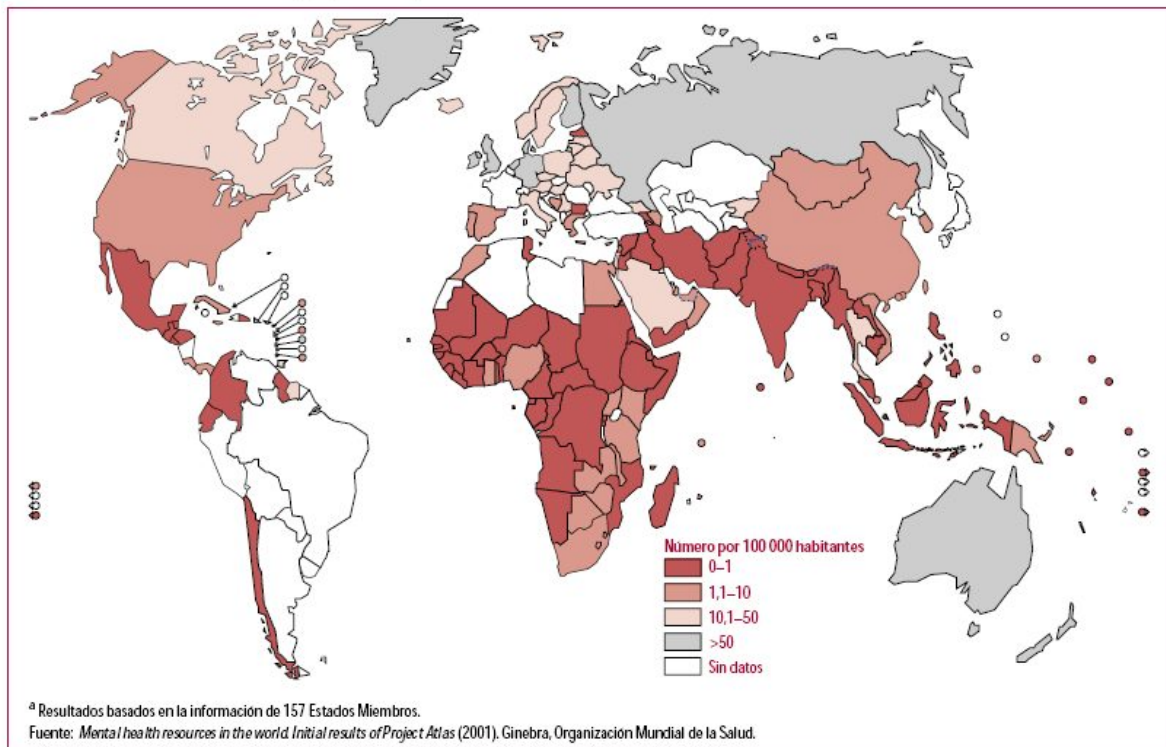 Número por 100 000 habitantes
0–1
1,1–10
10,1–50
>50
Sin datos
a Resultados basados en la información de 157 Estados Miembros.
Fuente: Mental health resources in the world. Initial results of Project Atlas (2001). Ginebra, Organización Mundial de la Salud.